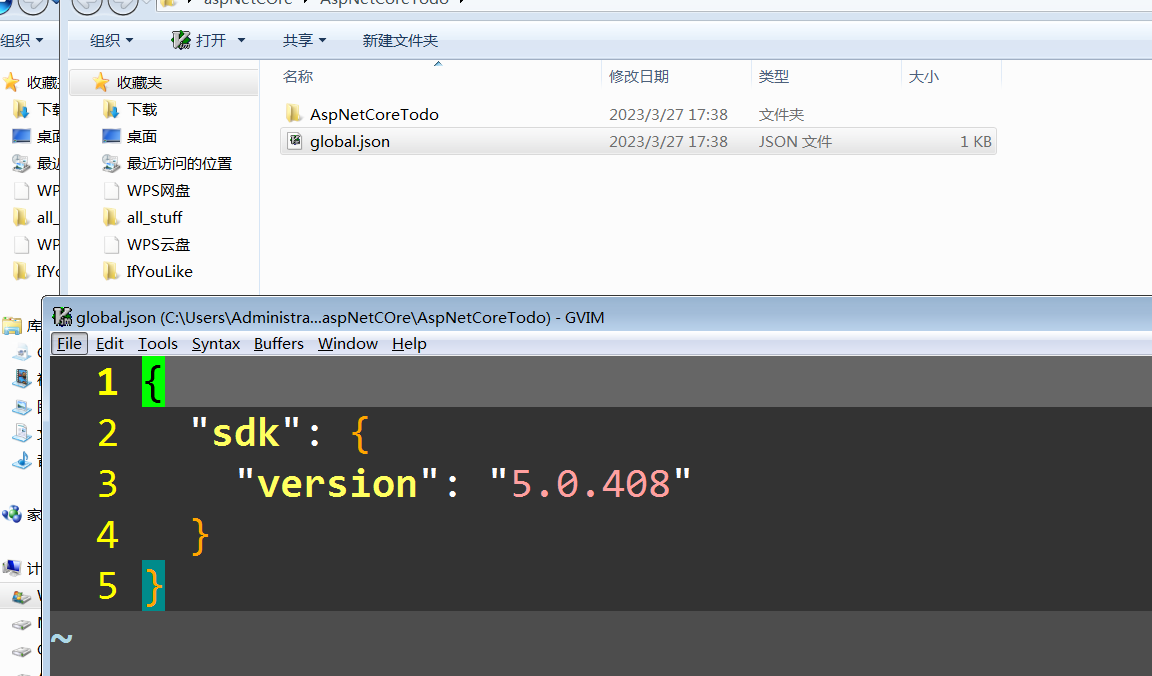 aspNetCOre AspNetCoreTodo
组织 组织 打开 共享 新建文件夹
名称 修改日期 类型 大小
收藏 收藏夹
下载
AspNetCoreTodo 2023/3/27 17:38 文件夹
桌面 桌面
global.json 2023/3/27 17:38 JSON 文件 1 KB
最近 最近访问的位置
WP WPS网盘
all_ all_stuff
WP WPS云盘
IfYo IfYouLike
库
global.json (C:\Users\Administra...aspNetCOre\AspNetCoreTodo) - GVIM
File Edit Tools Syntax Buffers Window Help
1 {
2 "sdk": {
3 "version": "5.0.408"
4 }
5 }
家
计
~